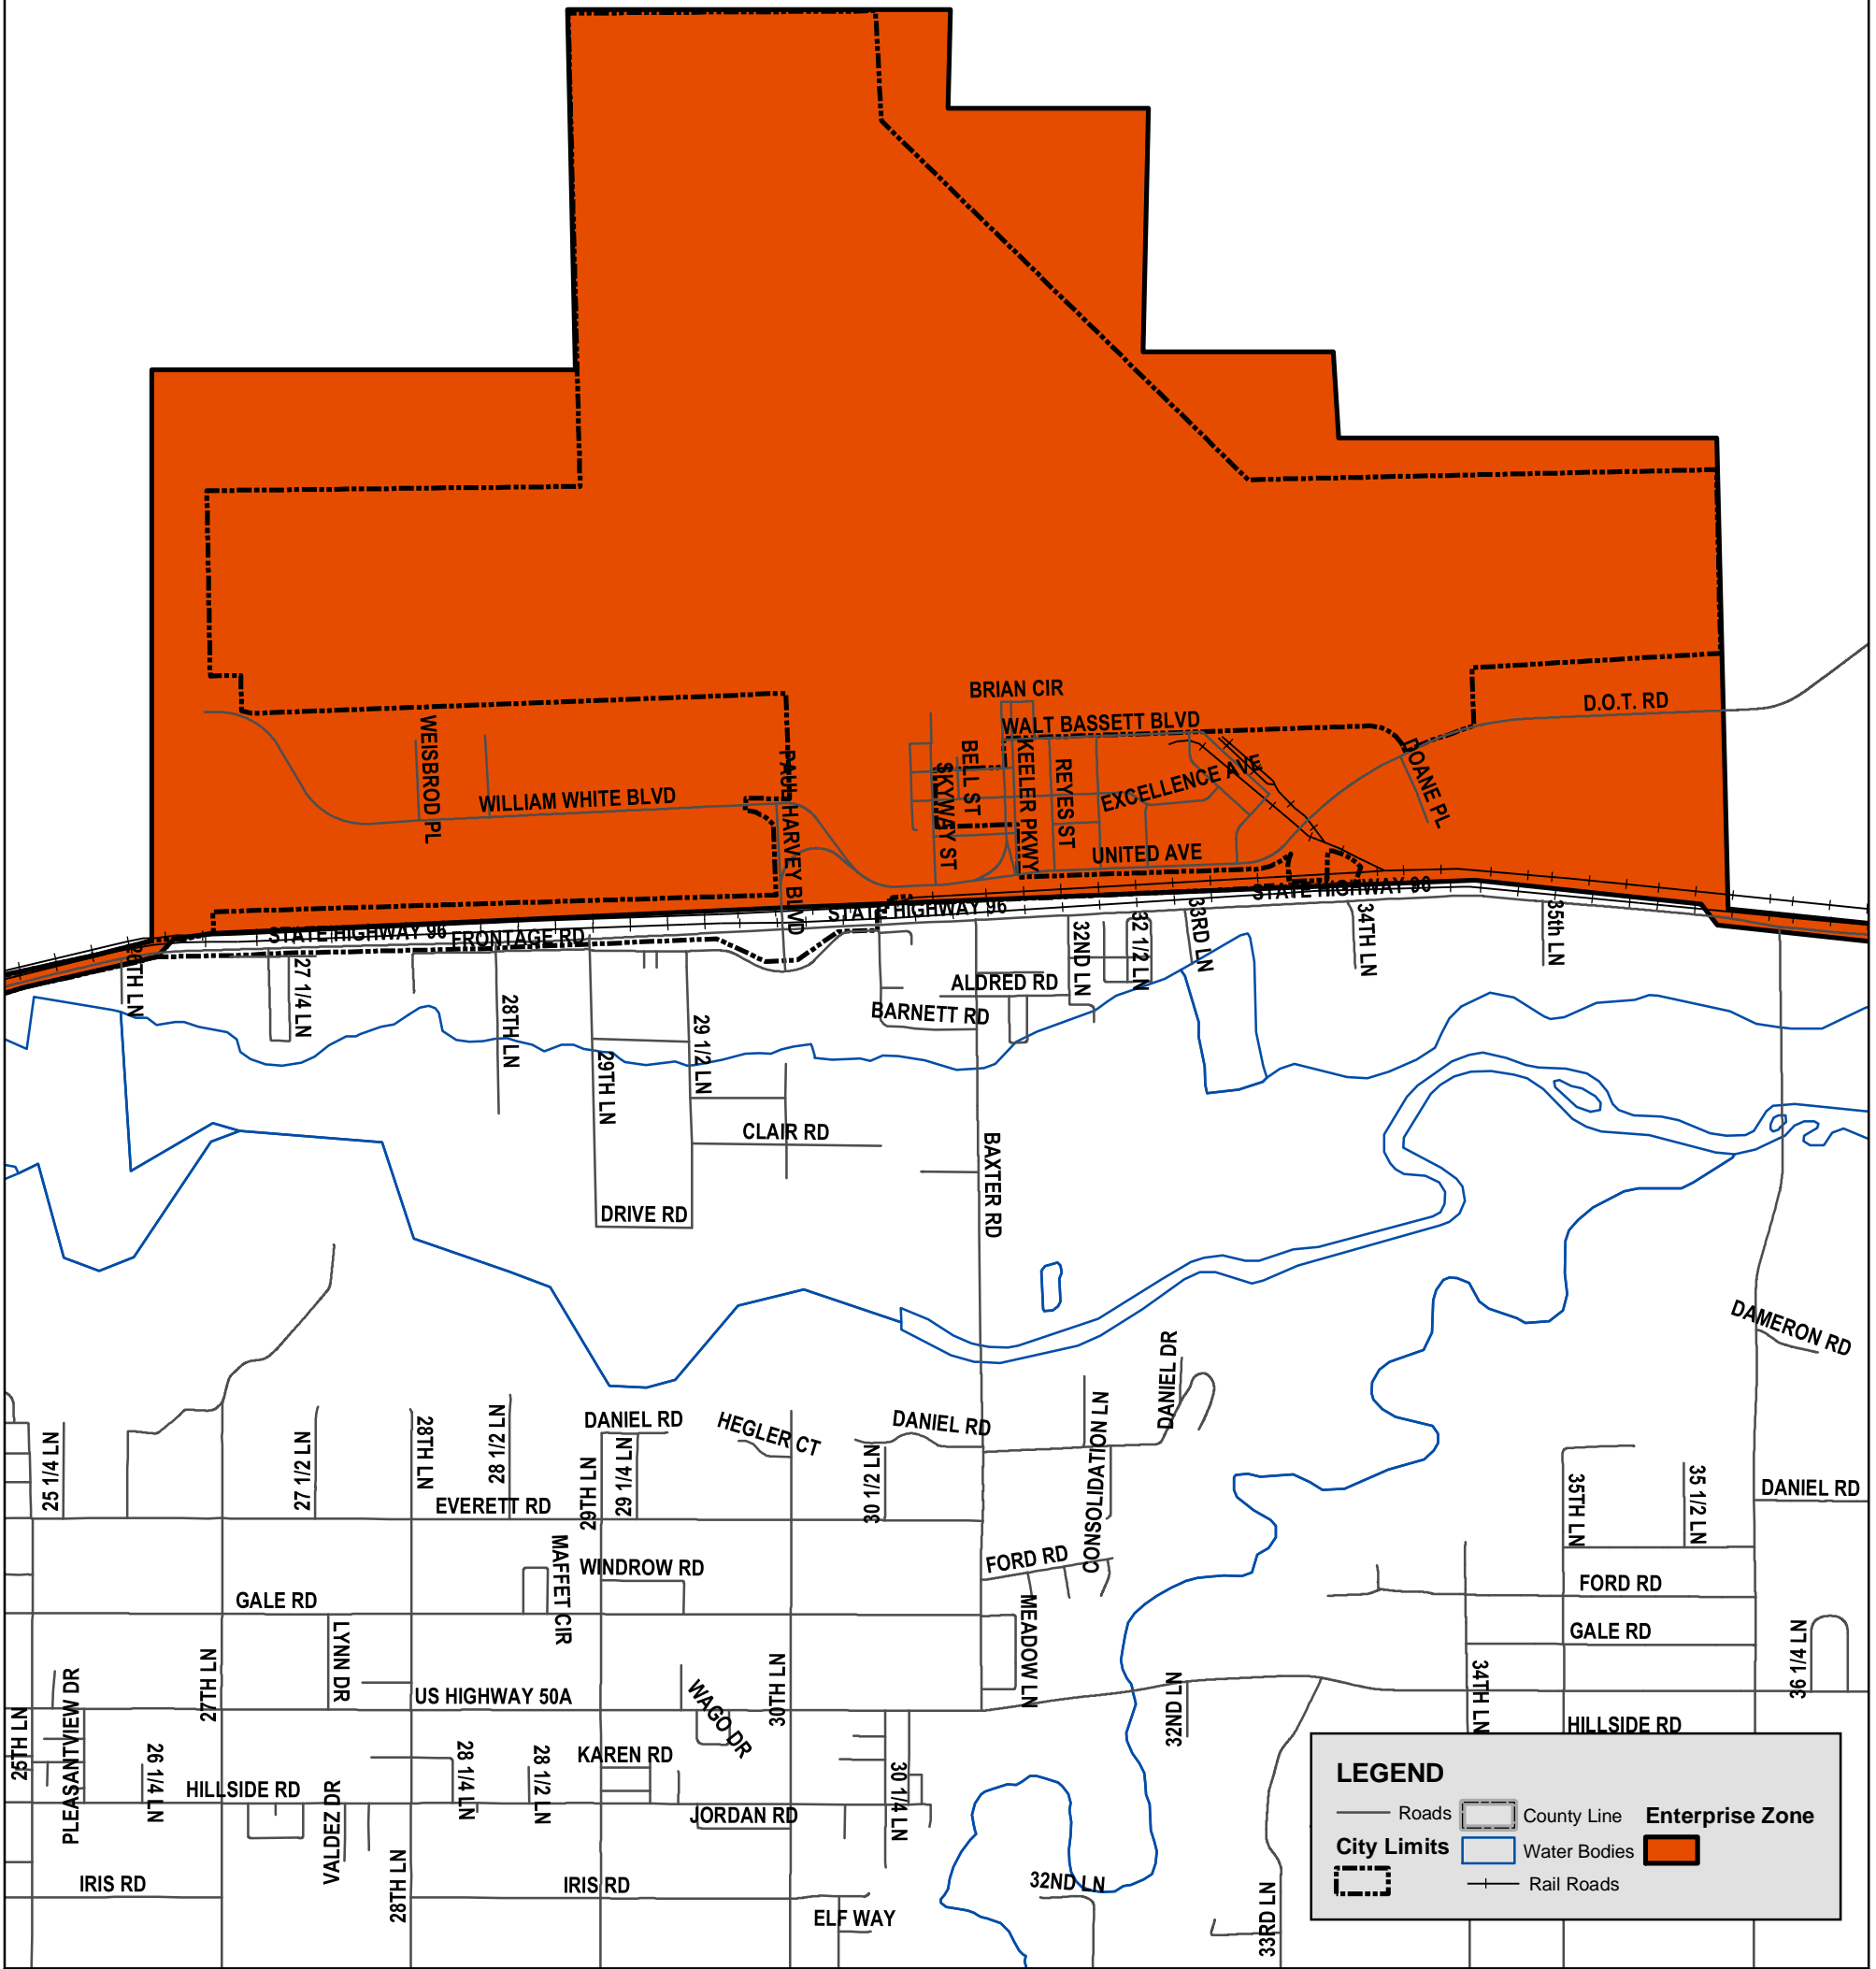 BRIAN CIR
WALT BASSETT BLVD
D.O.T. RD
WEISBROD PL
WILLIAM WHITE BLVD
PAUL HARVEY BLVD
BELL ST
SKYWAY ST
KEELER PKWY
REYES ST
EXCELLENCE AVE
DOANE PL
UNITED AVE
STATE HIGHWAY 96
STATE HIGHWAY 96
STATE HIGHWAY 96
FRONTAGE RD
27 1/4 LN
28TH LN
29TH LN
29 1/2 LN
ALDRED RD
BARNETT RD
32ND LN
32 1/2 LN
33RD LN
34TH LN
35th LN
CLAIR RD
DRIVE RD
BAXTER RD
DAMERON RD
DANIEL DR
25 1/4 LN
27 1/2 LN
28TH LN
28 1/2 LN
DANIEL RD
29TH LN
29 1/4 LN
HEGLER CT
DANIEL RD
30 1/2 LN
CONSOLIDATION LN
35TH LN
35 1/2 LN
DANIEL RD
EVERETT RD
MAFFET CIR
WINDROW RD
FORD RD
FORD RD
GALE RD
GALE RD
MEADOW LN
LYNN DR
27TH LN
30TH LN
34TH LN
36 1/4 LN
US HIGHWAY 50A
WAGO DR
32ND LN
HILLSIDE RD
25TH LN
PLEASANTVIEW DR
26 1/4 LN
HILLSIDE RD
VALDEZ DR
28 1/4 LN
28 1/2 LN
KAREN RD
JORDAN RD
30 1/4 LN
IRIS RD
28TH LN
IRIS RD
ELF WAY
32ND LN
33RD LN
LEGEND
Roads
County Line
Enterprise Zone
City Limits
Water Bodies
Rail Roads